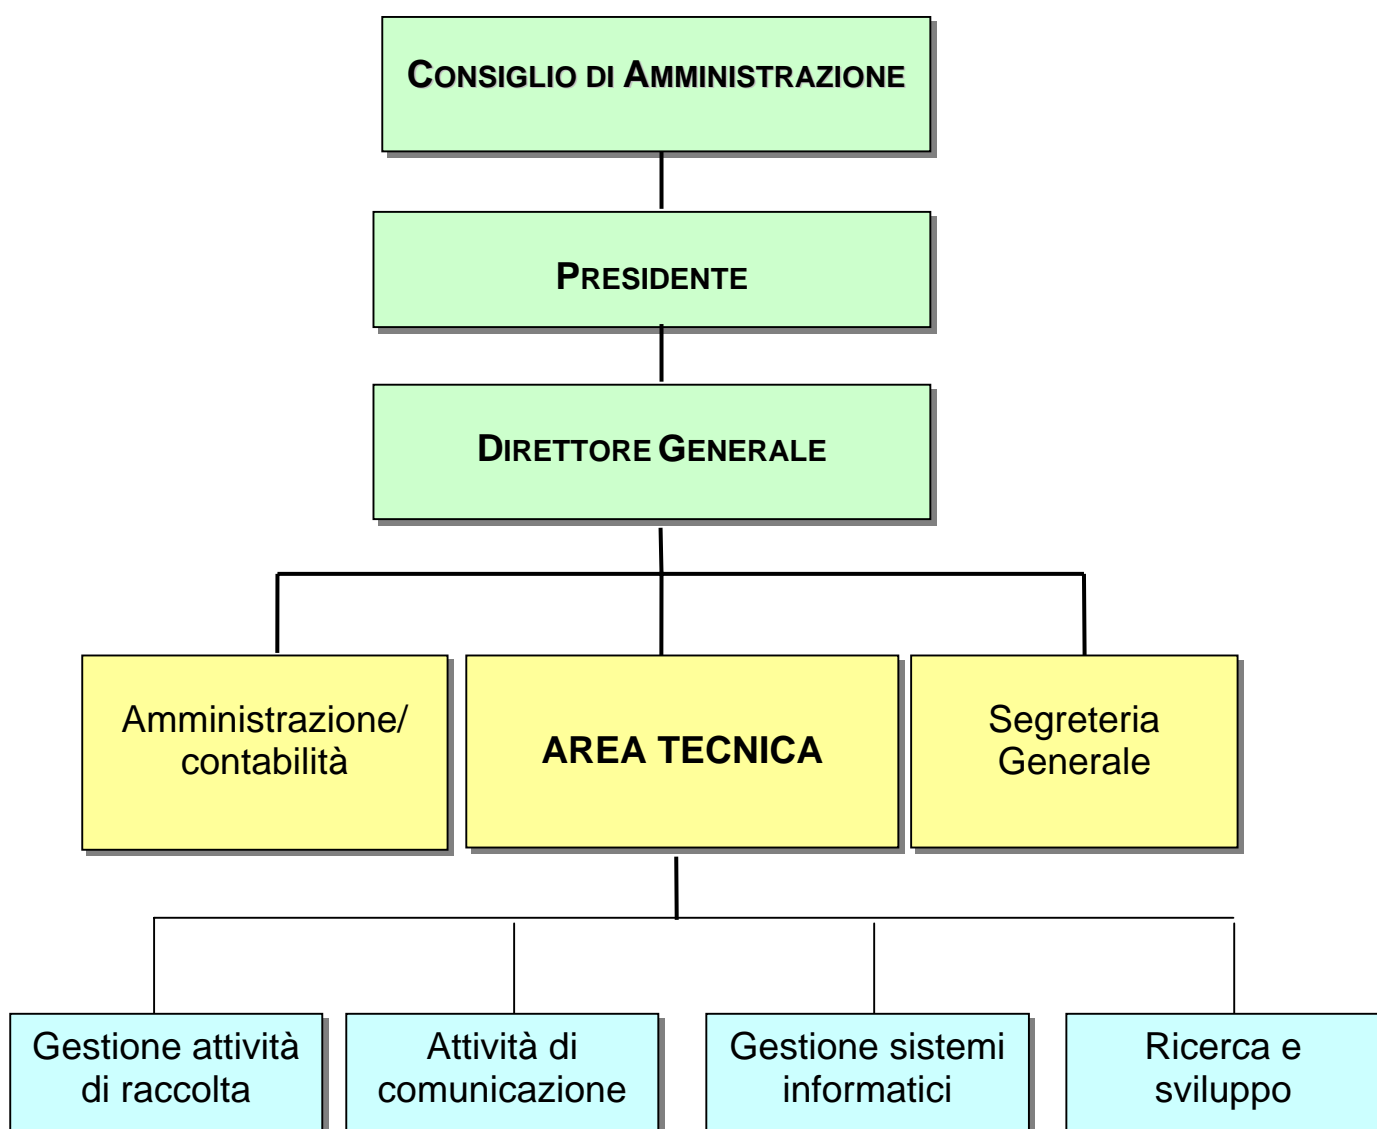 CONSIGLIO DI AMMINISTRAZIONE
PRESIDENTE
DIRETTORE GENERALE
Amministrazione/
contabilità
AREA TECNICA
Segreteria
Generale
Gestione attività
di raccolta
Attività di
comunicazione
Gestione sistemi
informatici
Ricerca e
sviluppo